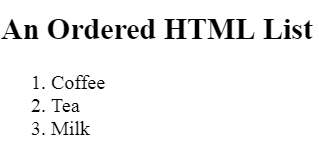 An Ordered HTML List
1. Coffee
2. Tea
3. Milk